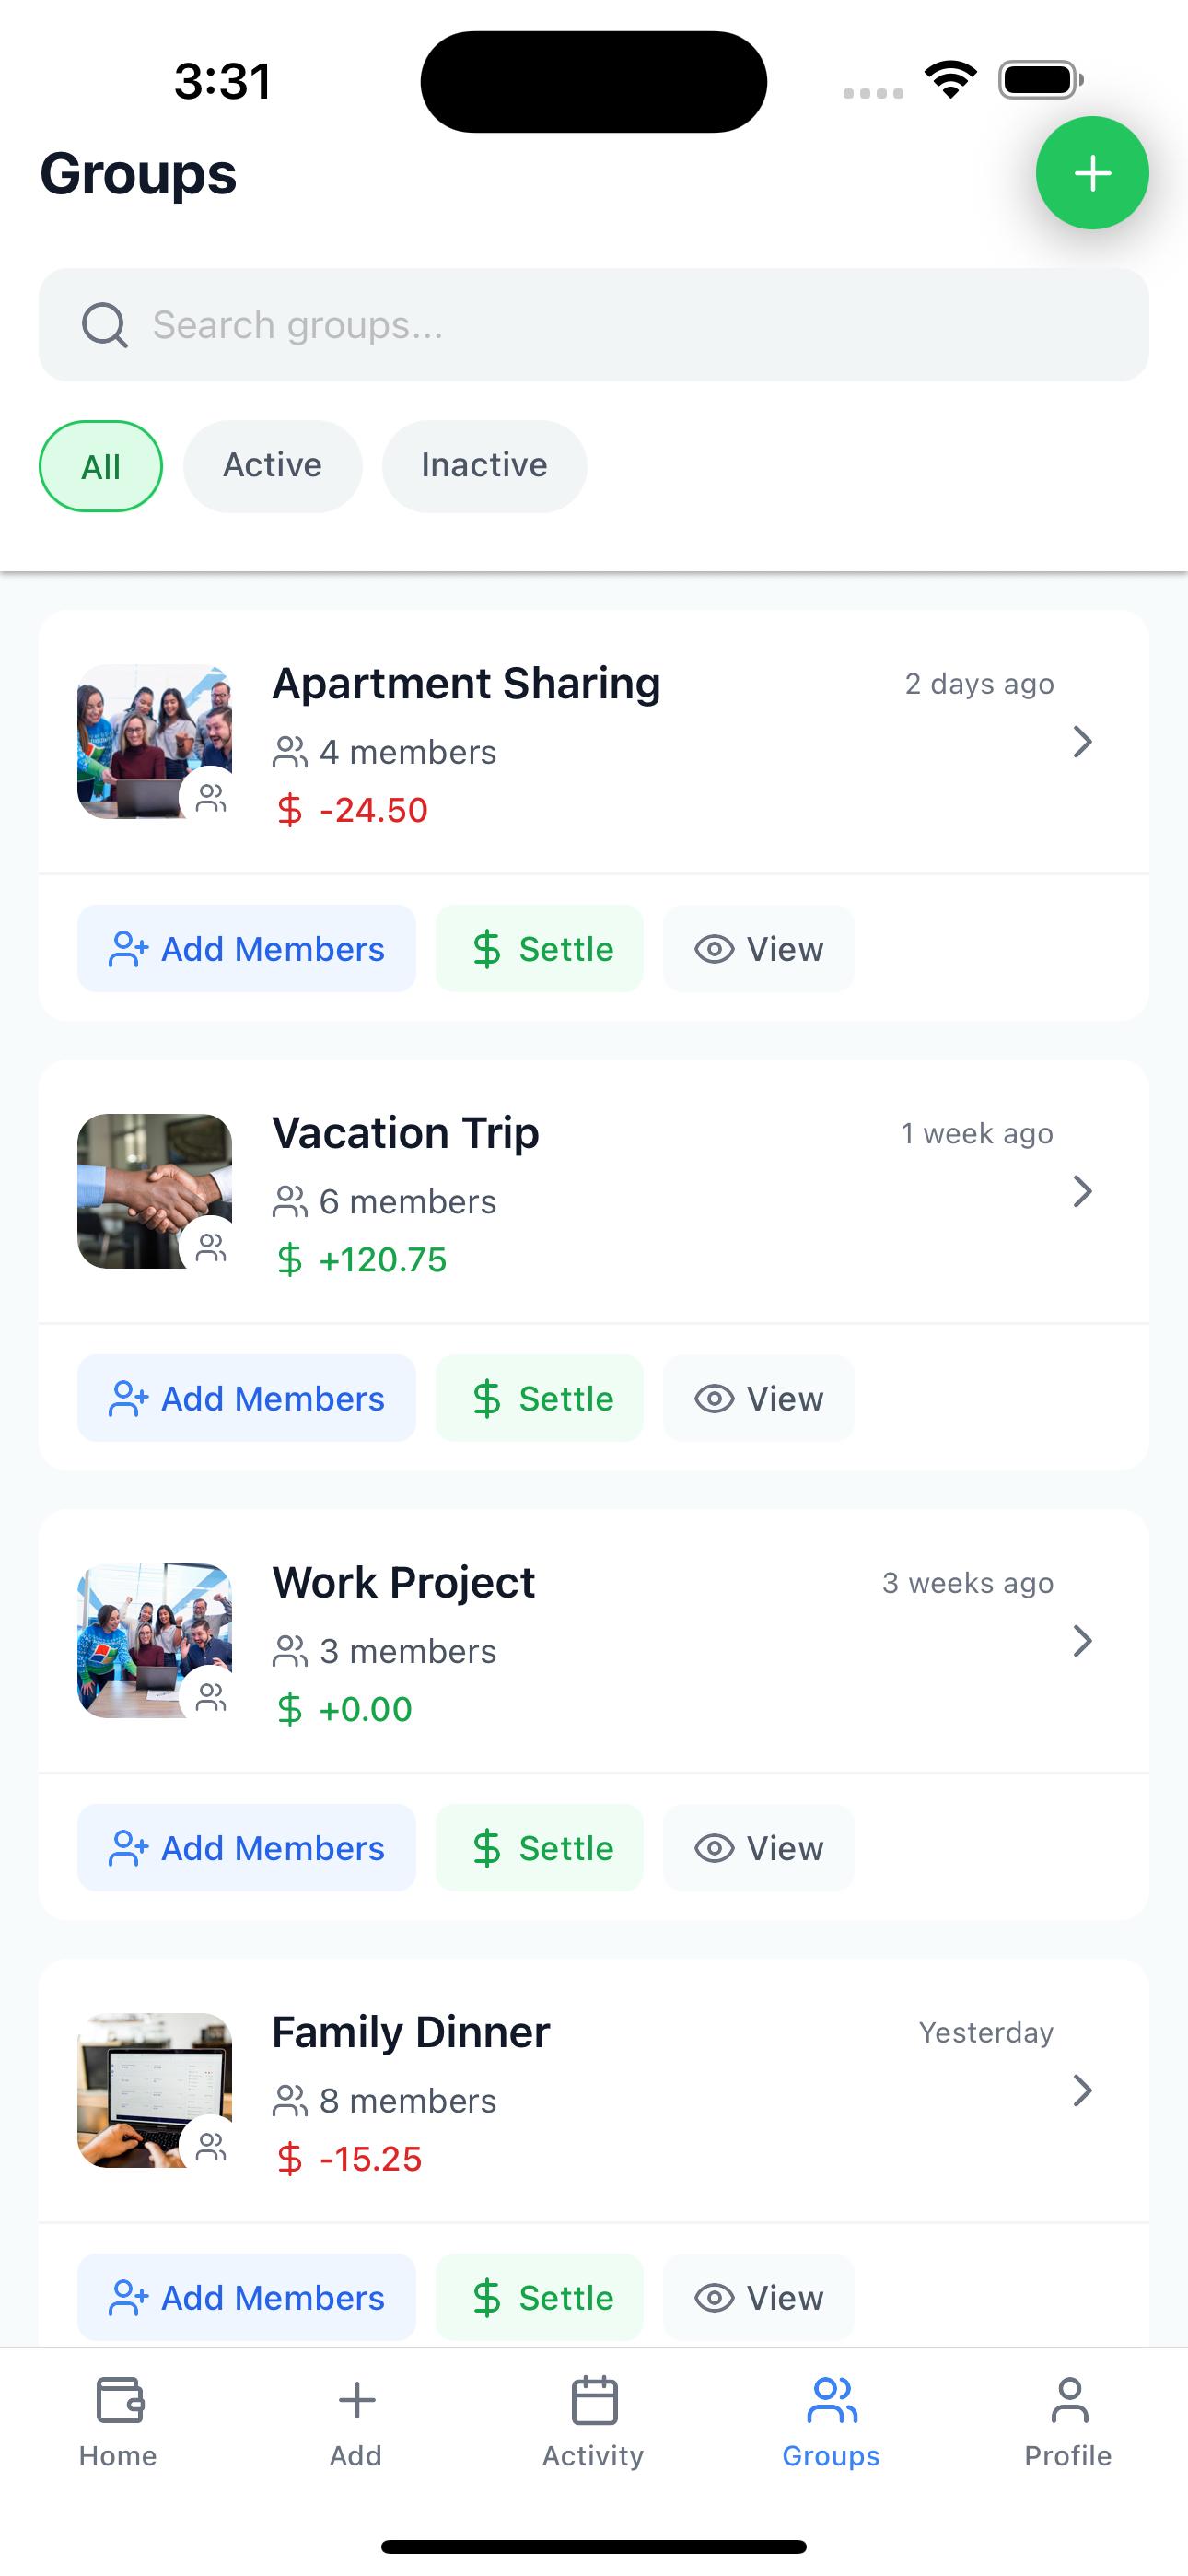 3:31
Groups
Search groups...
All Active Inactive
Apartment Sharing 2 days ago
4 members
$ -24.50
Add Members $ Settle View
Vacation Trip 1 week ago
6 members
$ +120.75
Add Members $ Settle View
Work Project 3 weeks ago
3 members
$ +0.00
Add Members $ Settle View
Family Dinner Yesterday
8 members
$ -15.25
Add Members $ Settle View
Home Add Activity Groups Profile